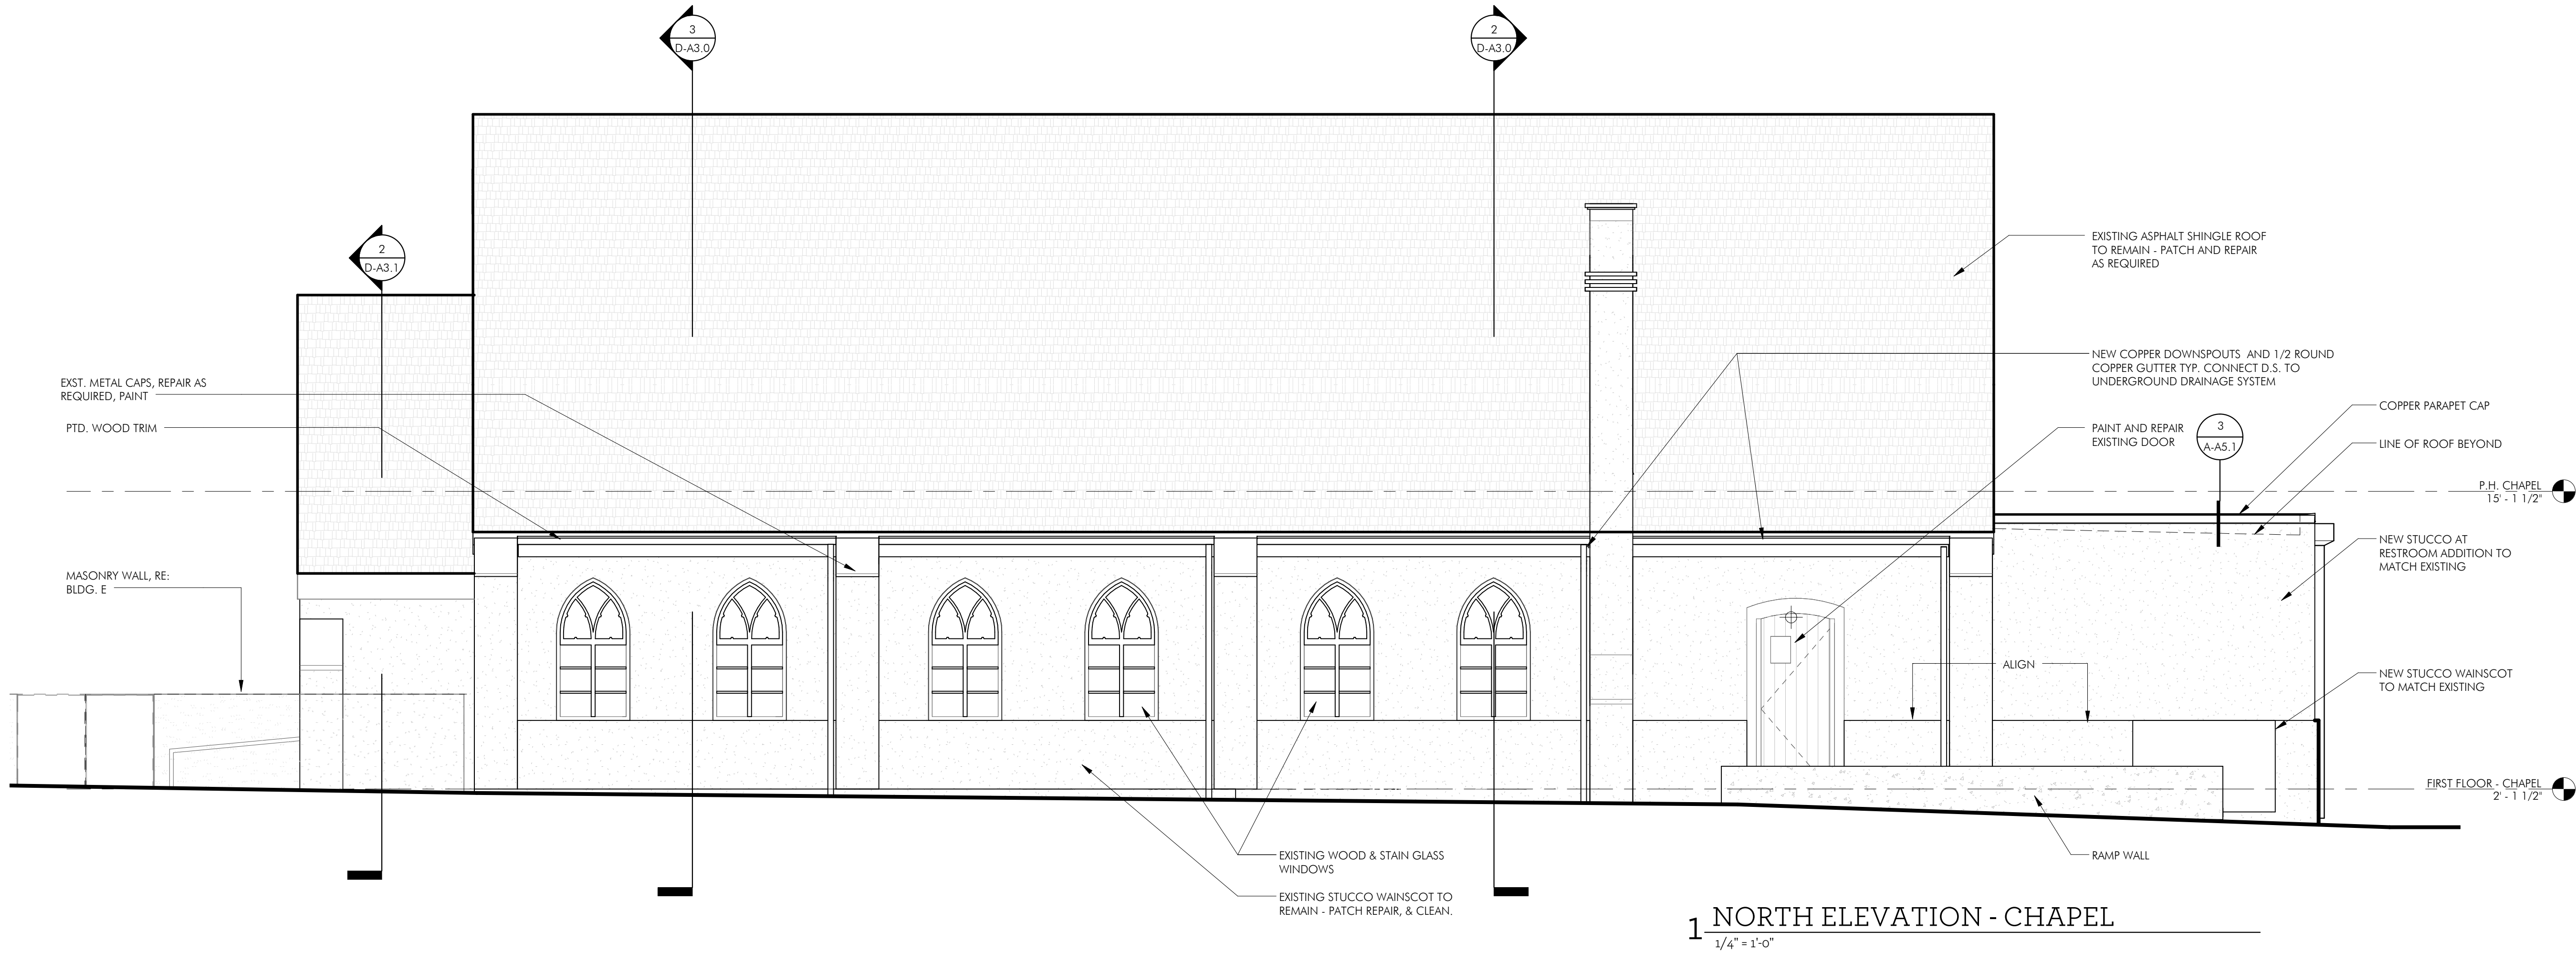 3
D-A3.0
2
D-A3.0
2
D-A3.1
EXISTING ASPHALT SHINGLE ROOF
TO REMAIN - PATCH AND REPAIR
AS REQUIRED
NEW COPPER DOWNSPOUTS AND 1/2 ROUND
COPPER GUTTER TYP. CONNECT D.S. TO
UNDERGROUND DRAINAGE SYSTEM
EXST. METAL CAPS, REPAIR AS
REQUIRED, PAINT
PTD. WOOD TRIM
COPPER PARAPET CAP
PAINT AND REPAIR
EXISTING DOOR
3
A-A5.1
LINE OF ROOF BEYOND
P.H. CHAPEL
15' - 1 1/2"
NEW STUCCO AT
RESTROOM ADDITION TO
MATCH EXISTING
MASONRY WALL, RE:
BLDG. E
ALIGN
NEW STUCCO WAINSCOT
TO MATCH EXISTING
FIRST FLOOR - CHAPEL
2' - 1 1/2"
EXISTING WOOD & STAIN GLASS
WINDOWS
RAMP WALL
EXISTING STUCCO WAINSCOT TO
REMAIN - PATCH REPAIR, & CLEAN.
1 NORTH ELEVATION - CHAPEL
1/4" = 1'-0"